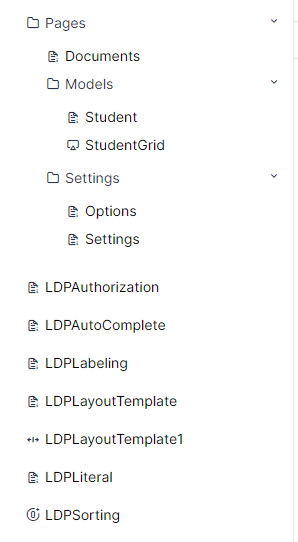 Pages
Documents
Models
Student
StudentGrid
Settings
Options
Settings
LDPAuthorization
LDPAutoComplete
LDPLabeling
LDPLayoutTemplate
LDPLayoutTemplate1
LDPLiteral
LDPSorting